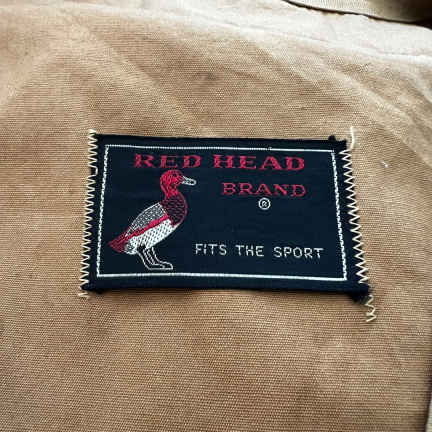 RED HEAD
BRAND
®
FITS THE SPORT